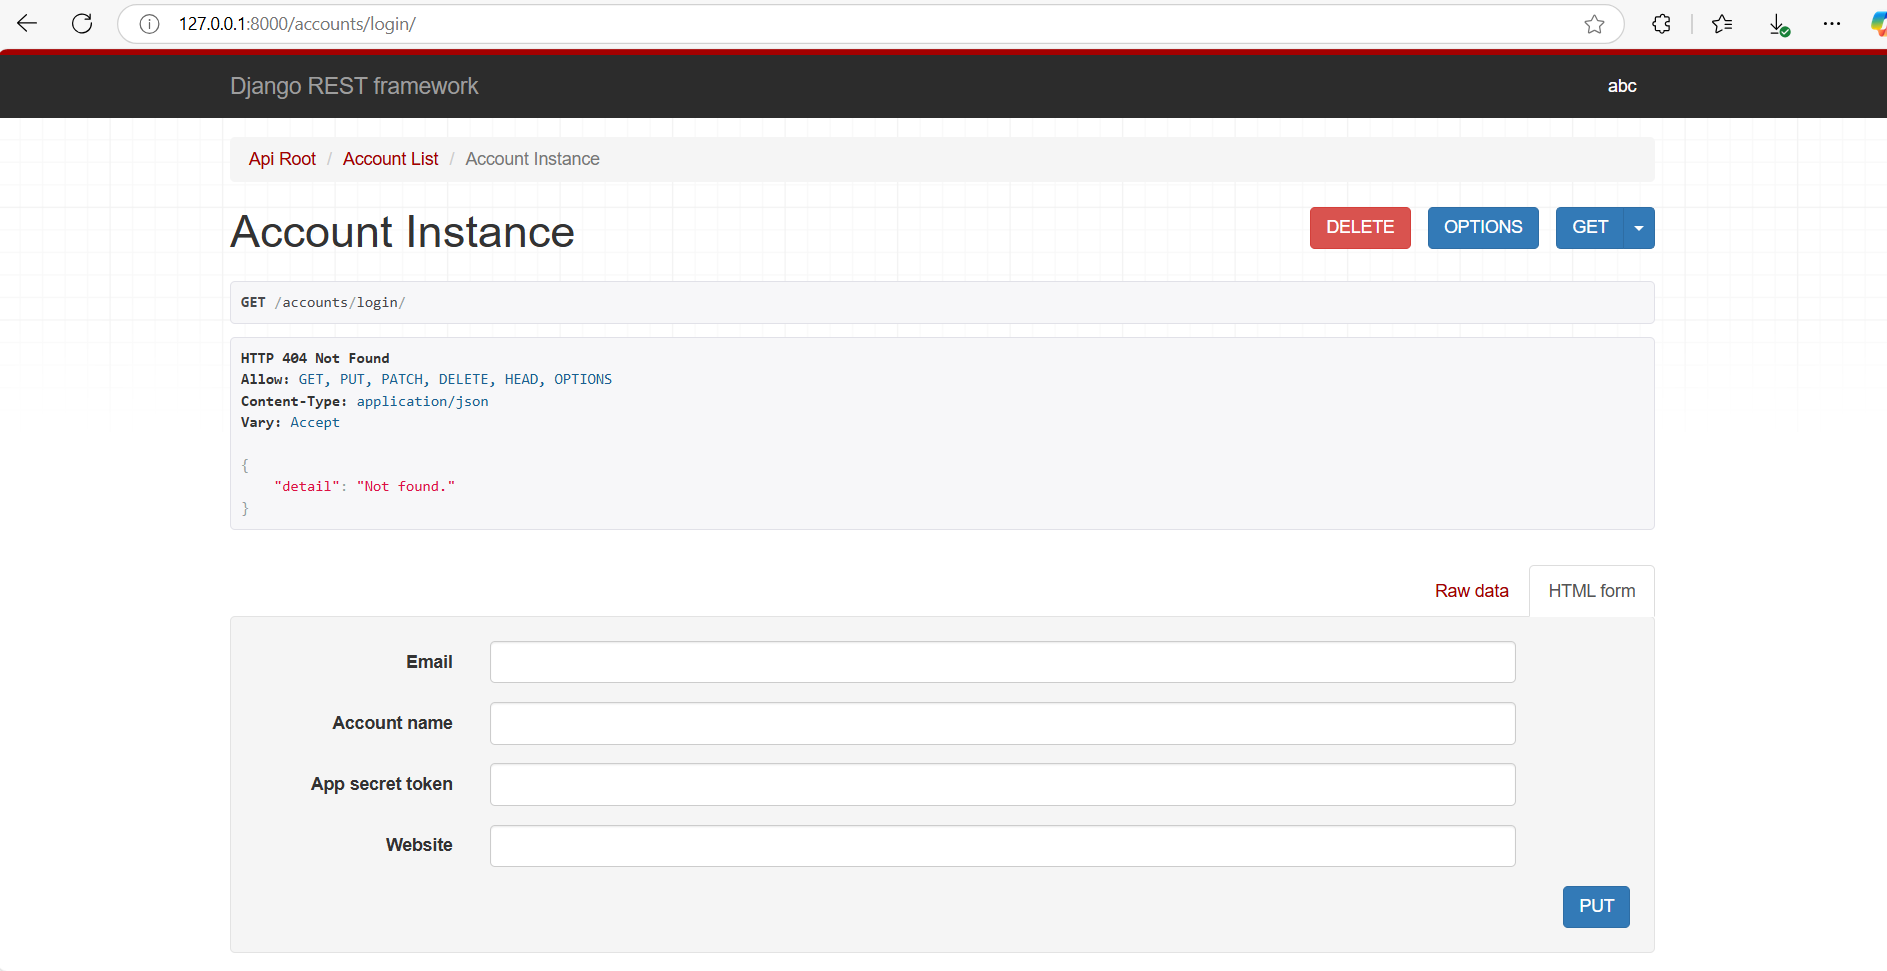 127.0.0.1:8000/accounts/login/
Django REST framework
abc
Api Root / Account List / Account Instance
Account Instance
DELETE
OPTIONS
GET
GET /accounts/login/
HTTP 404 Not Found
Allow: GET, PUT, PATCH, DELETE, HEAD, OPTIONS
Content-Type: application/json
Vary: Accept
{
"detail": "Not found."
}
Raw data
HTML form
Email
Account name
App secret token
Website
PUT